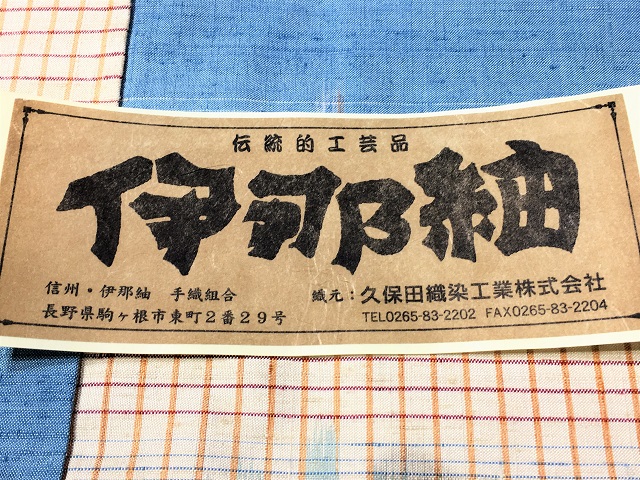 伝統的工芸品
伊那紬
信州・伊那紬 手織組合
長野県駒ヶ根市東町2番29号
織元:久保田織染工業株式会社
TEL0265-83-2202 FAX0265-83-2204